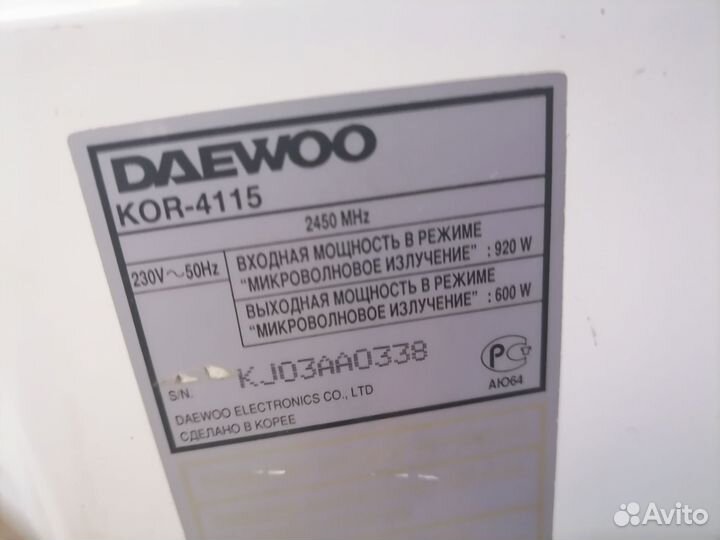 DAEWOO
KOR-4115
2450 MHz
230V~50Hz
ВХОДНАЯ МОЩНОСТЬ В РЕЖИМЕ
"МИКРОВОЛНОВОЕ ИЗЛУЧЕНИЕ" : 920 W
ВЫХОДНАЯ МОЩНОСТЬ В РЕЖИМЕ
"МИКРОВОЛНОВОЕ ИЗЛУЧЕНИЕ" : 600 W
S/N. KJ03AA0338
РСТ
АЮ64
DAEWOO ELECTRONICS CO., LTD
СДЕЛАНО В КОРЕЕ
Avito